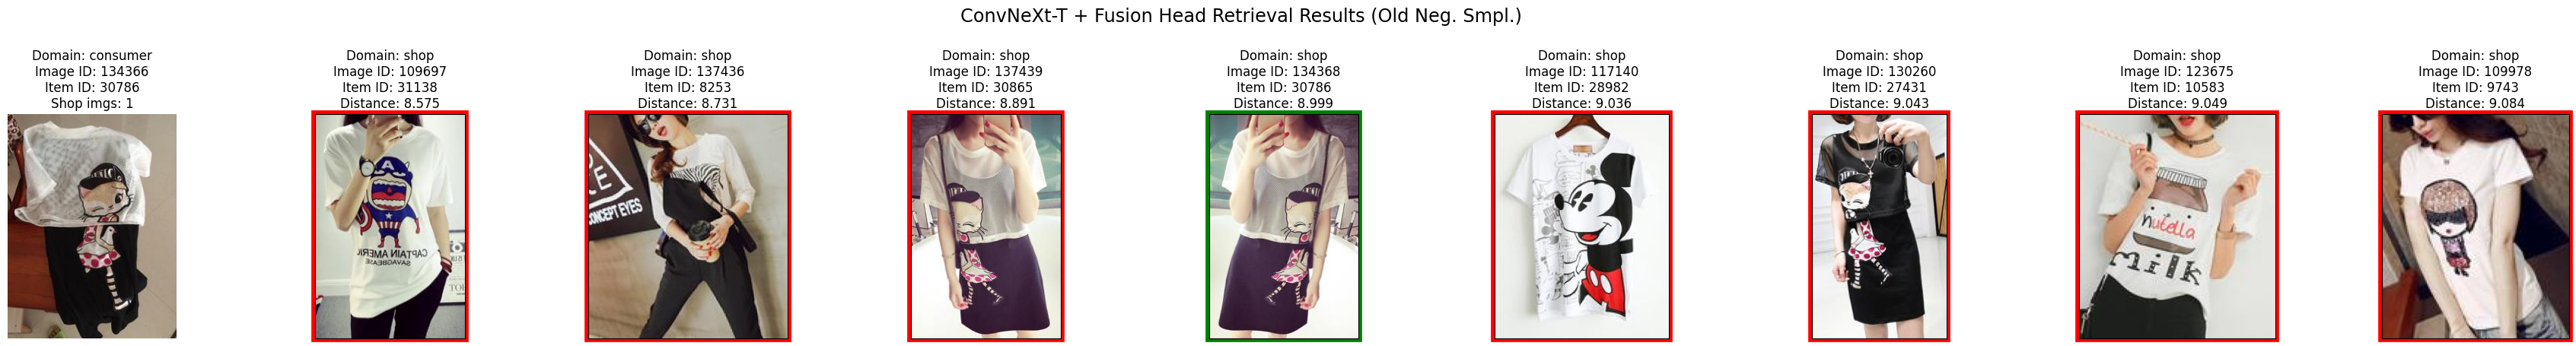 ConvNeXt-T + Fusion Head Retrieval Results (Old Neg. Smpl.)
Domain: consumer
Image ID: 134366
Item ID: 30786
Shop imgs: 1
Domain: shop
Image ID: 109697
Item ID: 31138
Distance: 8.575
A
CAPTAIN AMERIC
SAVAGBEASE
Domain: shop
Image ID: 137436
Item ID: 8253
Distance: 8.731
CE
CONCEPT EYES
Domain: shop
Image ID: 137439
Item ID: 30865
Distance: 8.891
Domain: shop
Image ID: 134368
Item ID: 30786
Distance: 8.999
Domain: shop
Image ID: 117140
Item ID: 28982
Distance: 9.036
Domain: shop
Image ID: 130260
Item ID: 27431
Distance: 9.043
Domain: shop
Image ID: 123675
Item ID: 10583
Distance: 9.049
nutella
milk
Domain: shop
Image ID: 109978
Item ID: 9743
Distance: 9.084